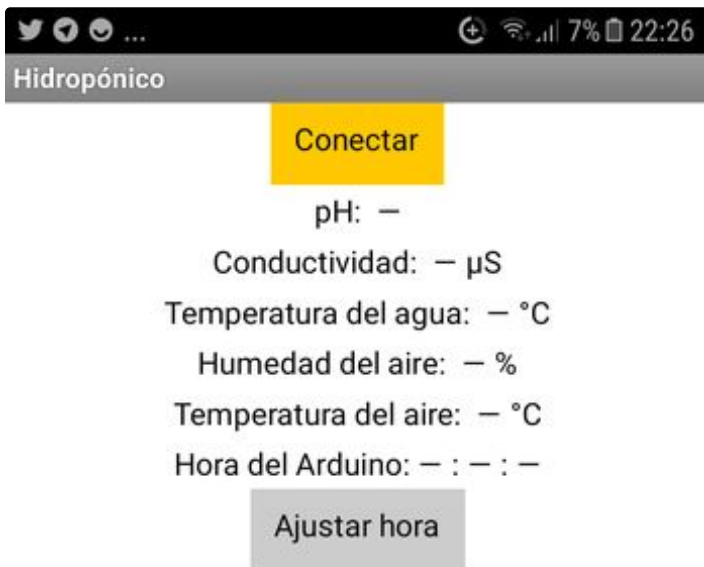 ... 7% 22:26
Hidropónico
Conectar
pH: —
Conductividad: — µS
Temperatura del agua: — °C
Humedad del aire: — %
Temperatura del aire: — °C
Hora del Arduino: — : — : —
Ajustar hora